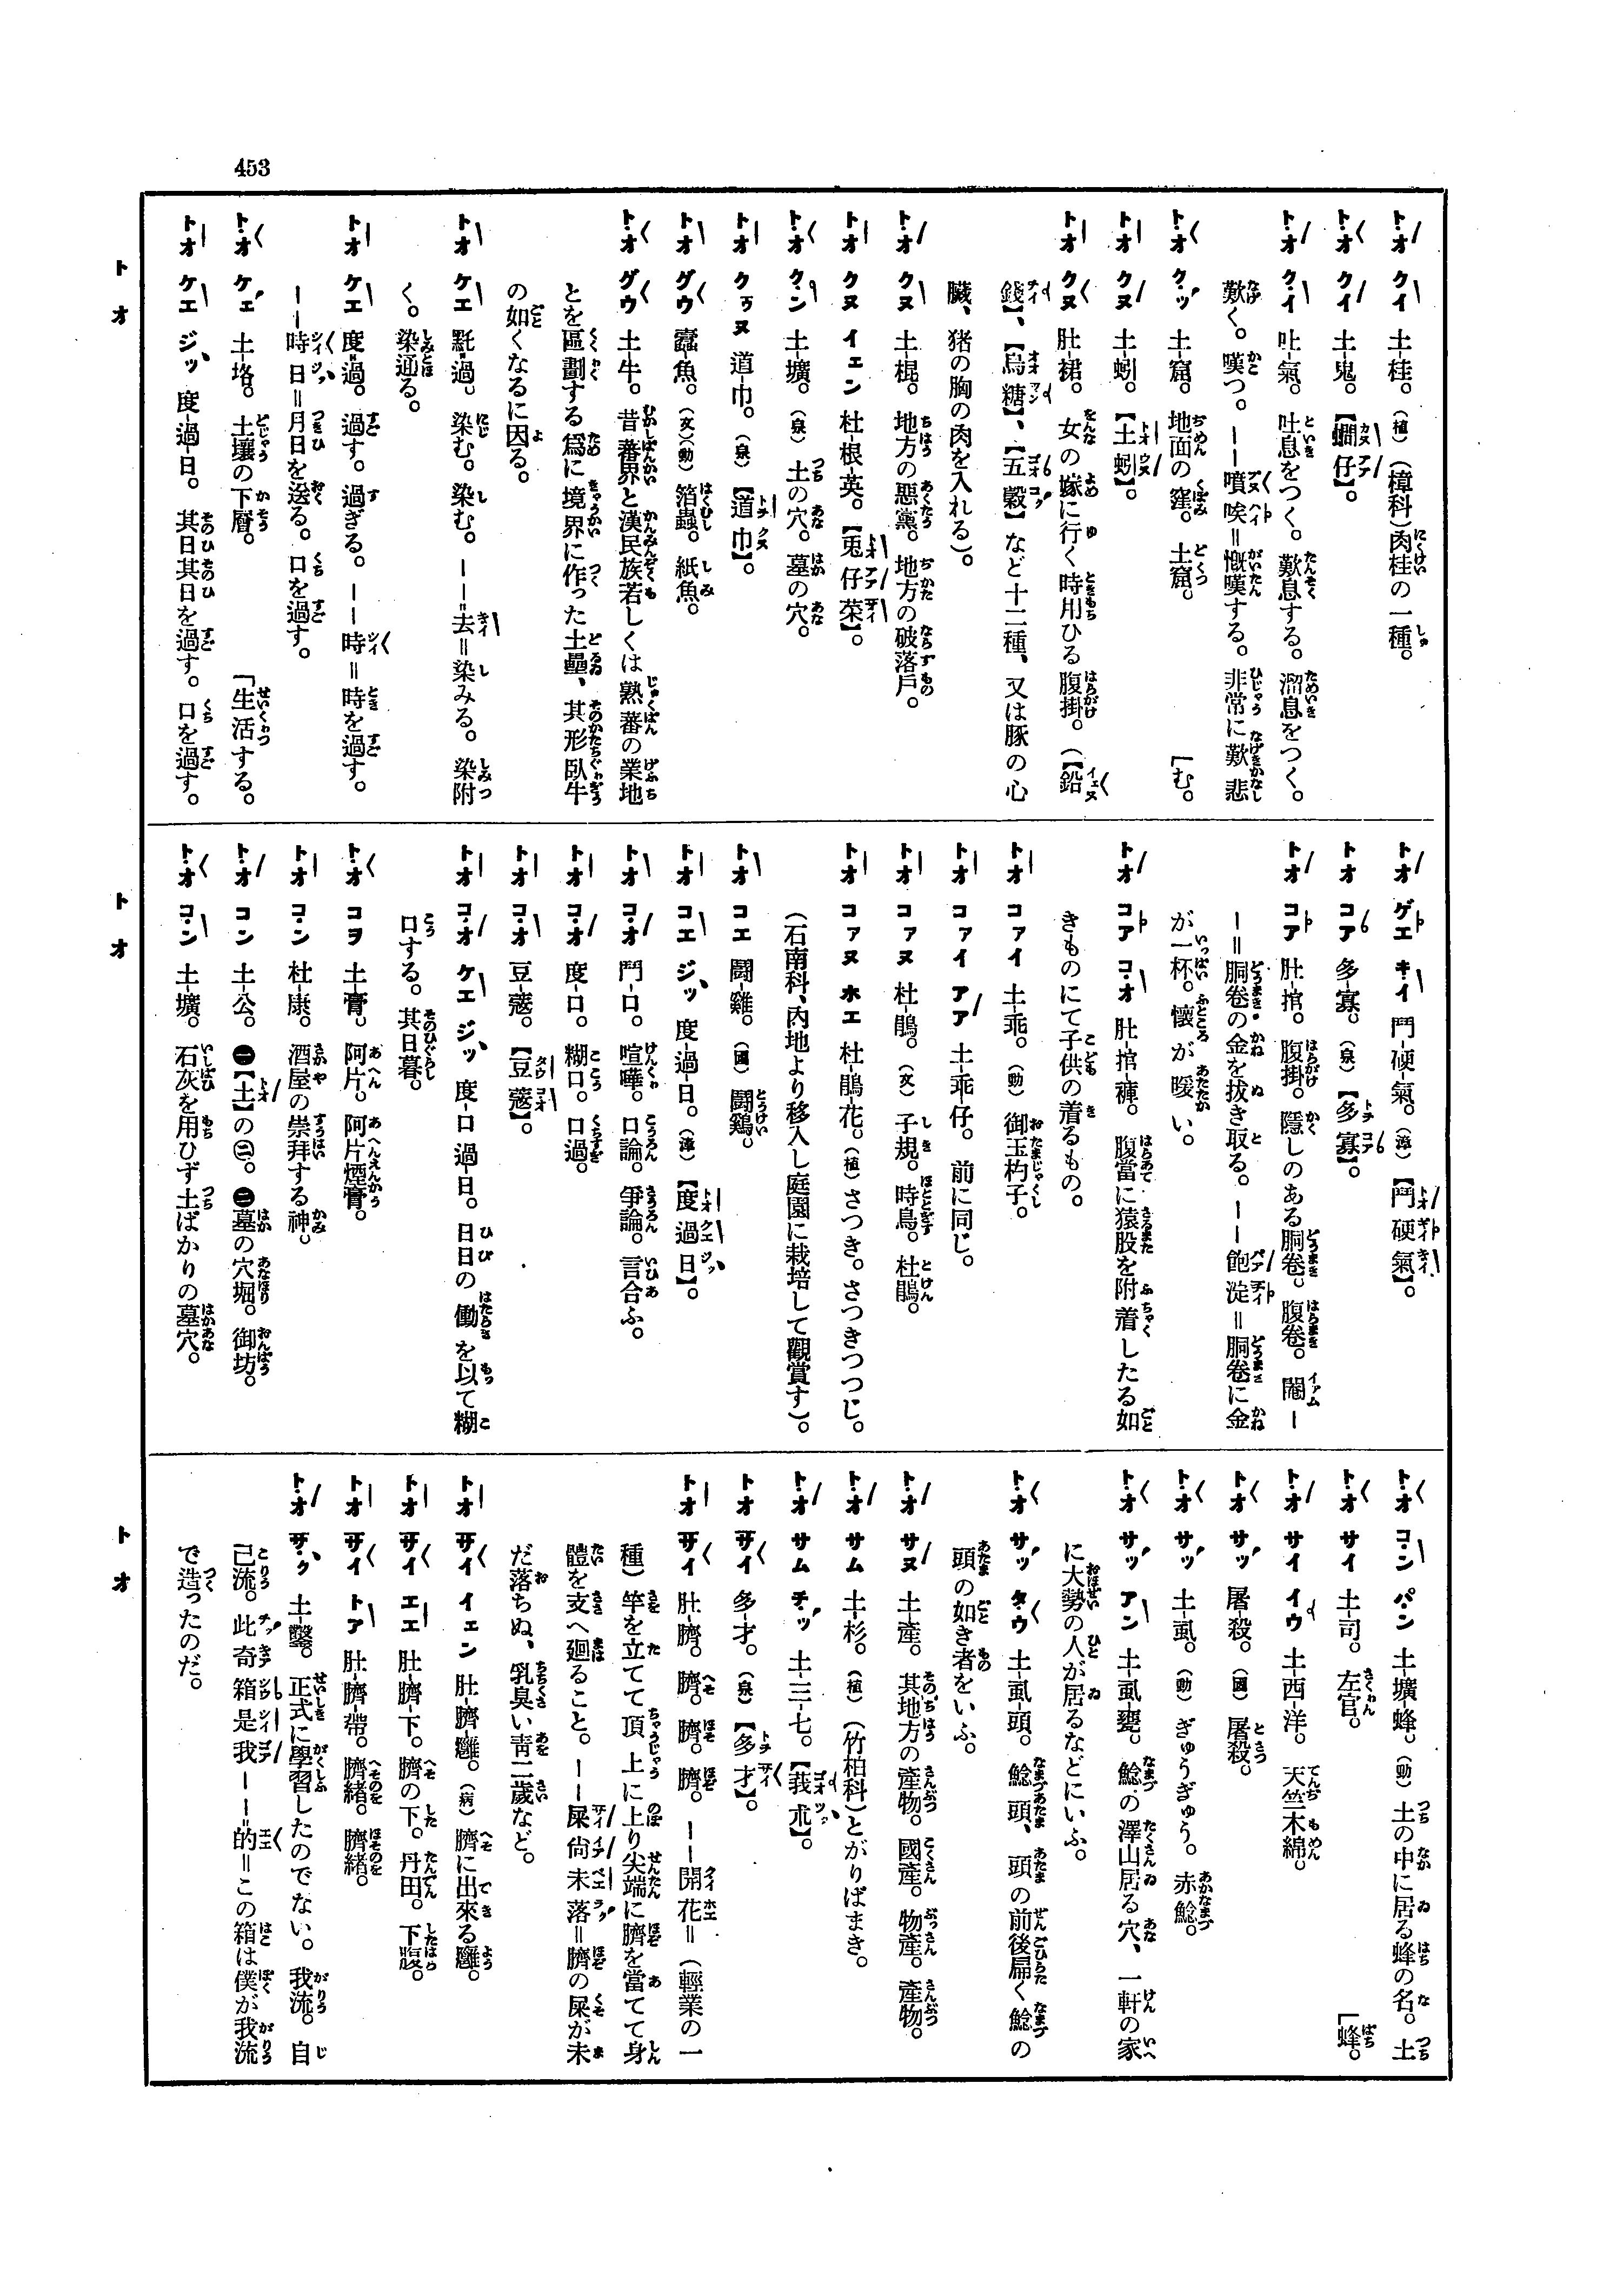 453
ト オ
トオ クイ 土-桂。(植)(樟科)肉桂の一種。
トオ クイ 土-鬼。【蠝仔】。
トオ クイ 吐-氣。吐息をつく。歎息する。溜息をつく。
歎く。嘆つ。――噴唉＝慨嘆する。非常に歎悲
トオ クッ 土-窟。地面の窪。土窟。 「む。
トオ クヌ 土-蚓。【土蚓】。
トオ クヌ 肚-裙。女の嫁に行く時用ひる腹掛。(【鉛
錢】、【烏糖】、【五穀】など十二種、又は豚の心
臟、猪の胸の肉を入れる)。
トオ クヌ 土-棍。地方の惡黨。地方の破落戸。
トオ クヌ イェン 杜-根-英。【兎仔菜】。
トオ クン 土-壙。(泉)土の穴。墓の穴。
トオ クヌ 道-巾。(泉)【道巾】。
トオ グウ 蠹-魚。(文)(動)箔蟲。紙魚。
トオ グウ 土-牛。昔蕃界と漢民族若しくは熟蕃の業地
とを區劃する爲に境界に作った土壘、其形臥牛
の如くなるに因る。
トオ ケエ 黗-過。染む。染む。――＝去＝染みる。染附
く。染通る。
トオ ケエ 度-過。過す。過ぎる。――時＝時を過す。
――時日＝月日を送る。口を過す。
トオ ケェ 土-垎。土壤の下層。 「生活する。
トオ ケエ ジッ 度-過-日。其日其日を過す。口を過す。
ト オ
トオ ゲエ キイ 鬥-硬-氣。(漳)【鬥硬氣】。
トオ コア 多-寡。(泉)【多寡】。
トオ コア 肚-捾。腹掛。隱しのある胴卷。腹卷。閹―
―＝胴卷の金を拔き取る。――飽淀＝胴卷に金
が一杯。懷が暖い。
トオ コア コオ 肚-捾-褲。腹當に猿股を附着したる如
きものにて子供の着るもの。
トオ コァイ 土-乖。(動)御玉杓子。
トオ コァイ アア 土-乖仔。前に同じ。
トオ コァヌ 杜-鵑。(文)子規。時鳥。杜鵑。
トオ コァヌ ホエ 杜-鵑-花。(植)さつき。さつきつつじ。
(石南科、内地より移入し庭園に栽培して觀賞す)。
トオ コエ 鬪-雞。(國)鬪鷄。
トオ コエ ジッ 度-過-日。(漳)【度過日】。
トオ コオ 鬥-口。喧嘩。口論。爭論。言合ふ。
トオ コオ 度-口。糊口。口過。
トオ コオ 豆-蔻。【豆蔻】。
トオ コオ ケエ ジッ 度-口 過-日。日日の働を以て糊
口する。其日暮。
トオ コヲ 土-膏。阿片。阿片煙膏。
トオ コン 杜-康。酒屋の崇拜する神。
トオ コン 土-公。㊀【土】の㊁。㊁墓の穴堀。御坊。
トオ コン 土-壙。石灰を用ひず土ばかりの墓穴。
ト オ
トオ コン パン 土-壙-蜂。(動)土の中に居る蜂の名。土
トオ サイ 土-司。左官。 「蜂。
トオ サイ イウ 土-西-洋。天竺木綿。
トオ サッ 屠-殺。(國)屠殺。
トオ サッ 土-虱。(動)ぎゅうぎゅう。赤鯰。
トオ サッ アン 土-虱-甕。鯰の澤山居る穴、一軒の家
に大勢の人が居るなどにいふ。
トオ サッ タウ 土-虱-頭。鯰頭、頭の前後扁く鯰の
頭の如き者をいふ。
トオ サヌ 土-產。其地方の產物。國產。物產。產物。
トオ サム 土-杉。(植)(竹柏科)とがりばまき。
トオ サム チッ 土-三-七。【莪朮】。
トオ サイ 多-才。(泉)【多才】。
トオ サイ 肚-臍。臍。臍。臍。――開花＝(輕業の一
種)竿を立てて頂上に上り尖端に臍を當てて身
體を支へ廻ること。――屎尙未落＝臍の屎が未
だ落ちぬ、乳臭い靑二歲など。
トオ サイ イェン 肚-臍-癰。(病)臍に出來る癰。
トオ サイ エエ 肚-臍-下。臍の下。丹田。下腹。
トオ サイ トア 肚-臍-帶。臍緒。臍緒。
トオ サク 土-鑿。正式に學習したのでない。我流。自
己流。此奇箱是我――＝的＝この箱は僕が我流
で造ったのだ。